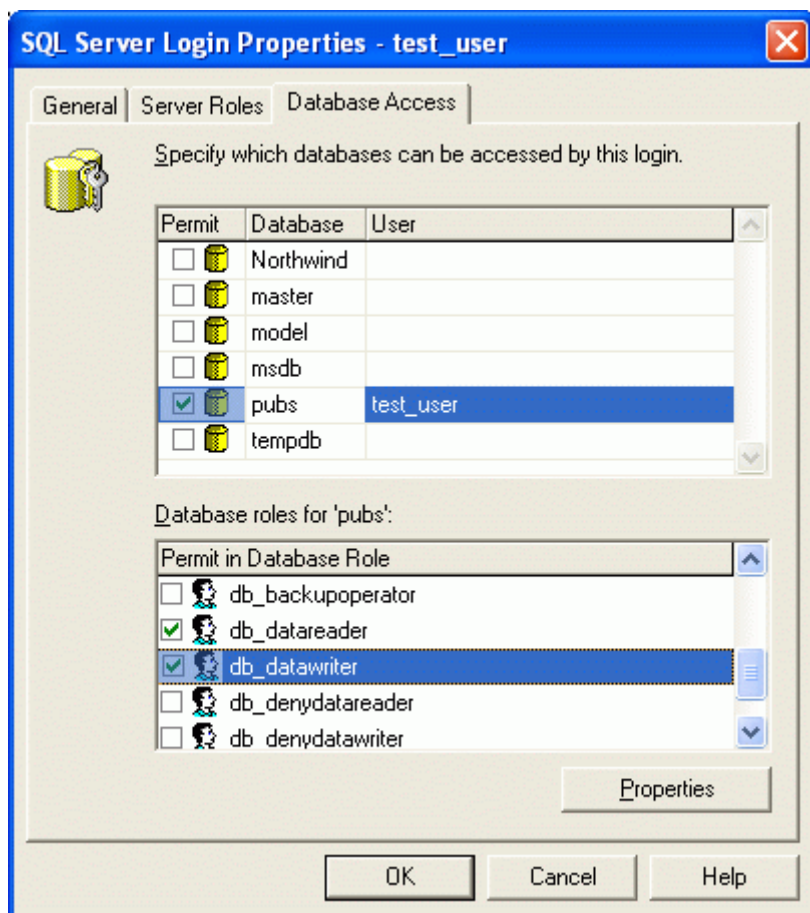 SQL Server Login Properties - test_user
General Server Roles Database Access
Specify which databases can be accessed by this login.
Permit Database User
Northwind
master
model
msdb
pubs test_user
tempdb
Database roles for 'pubs':
Permit in Database Role
db_backupoperator
db_datareader
db_datawriter
db_denydatareader
db_denydatawriter
Properties
OK Cancel Help